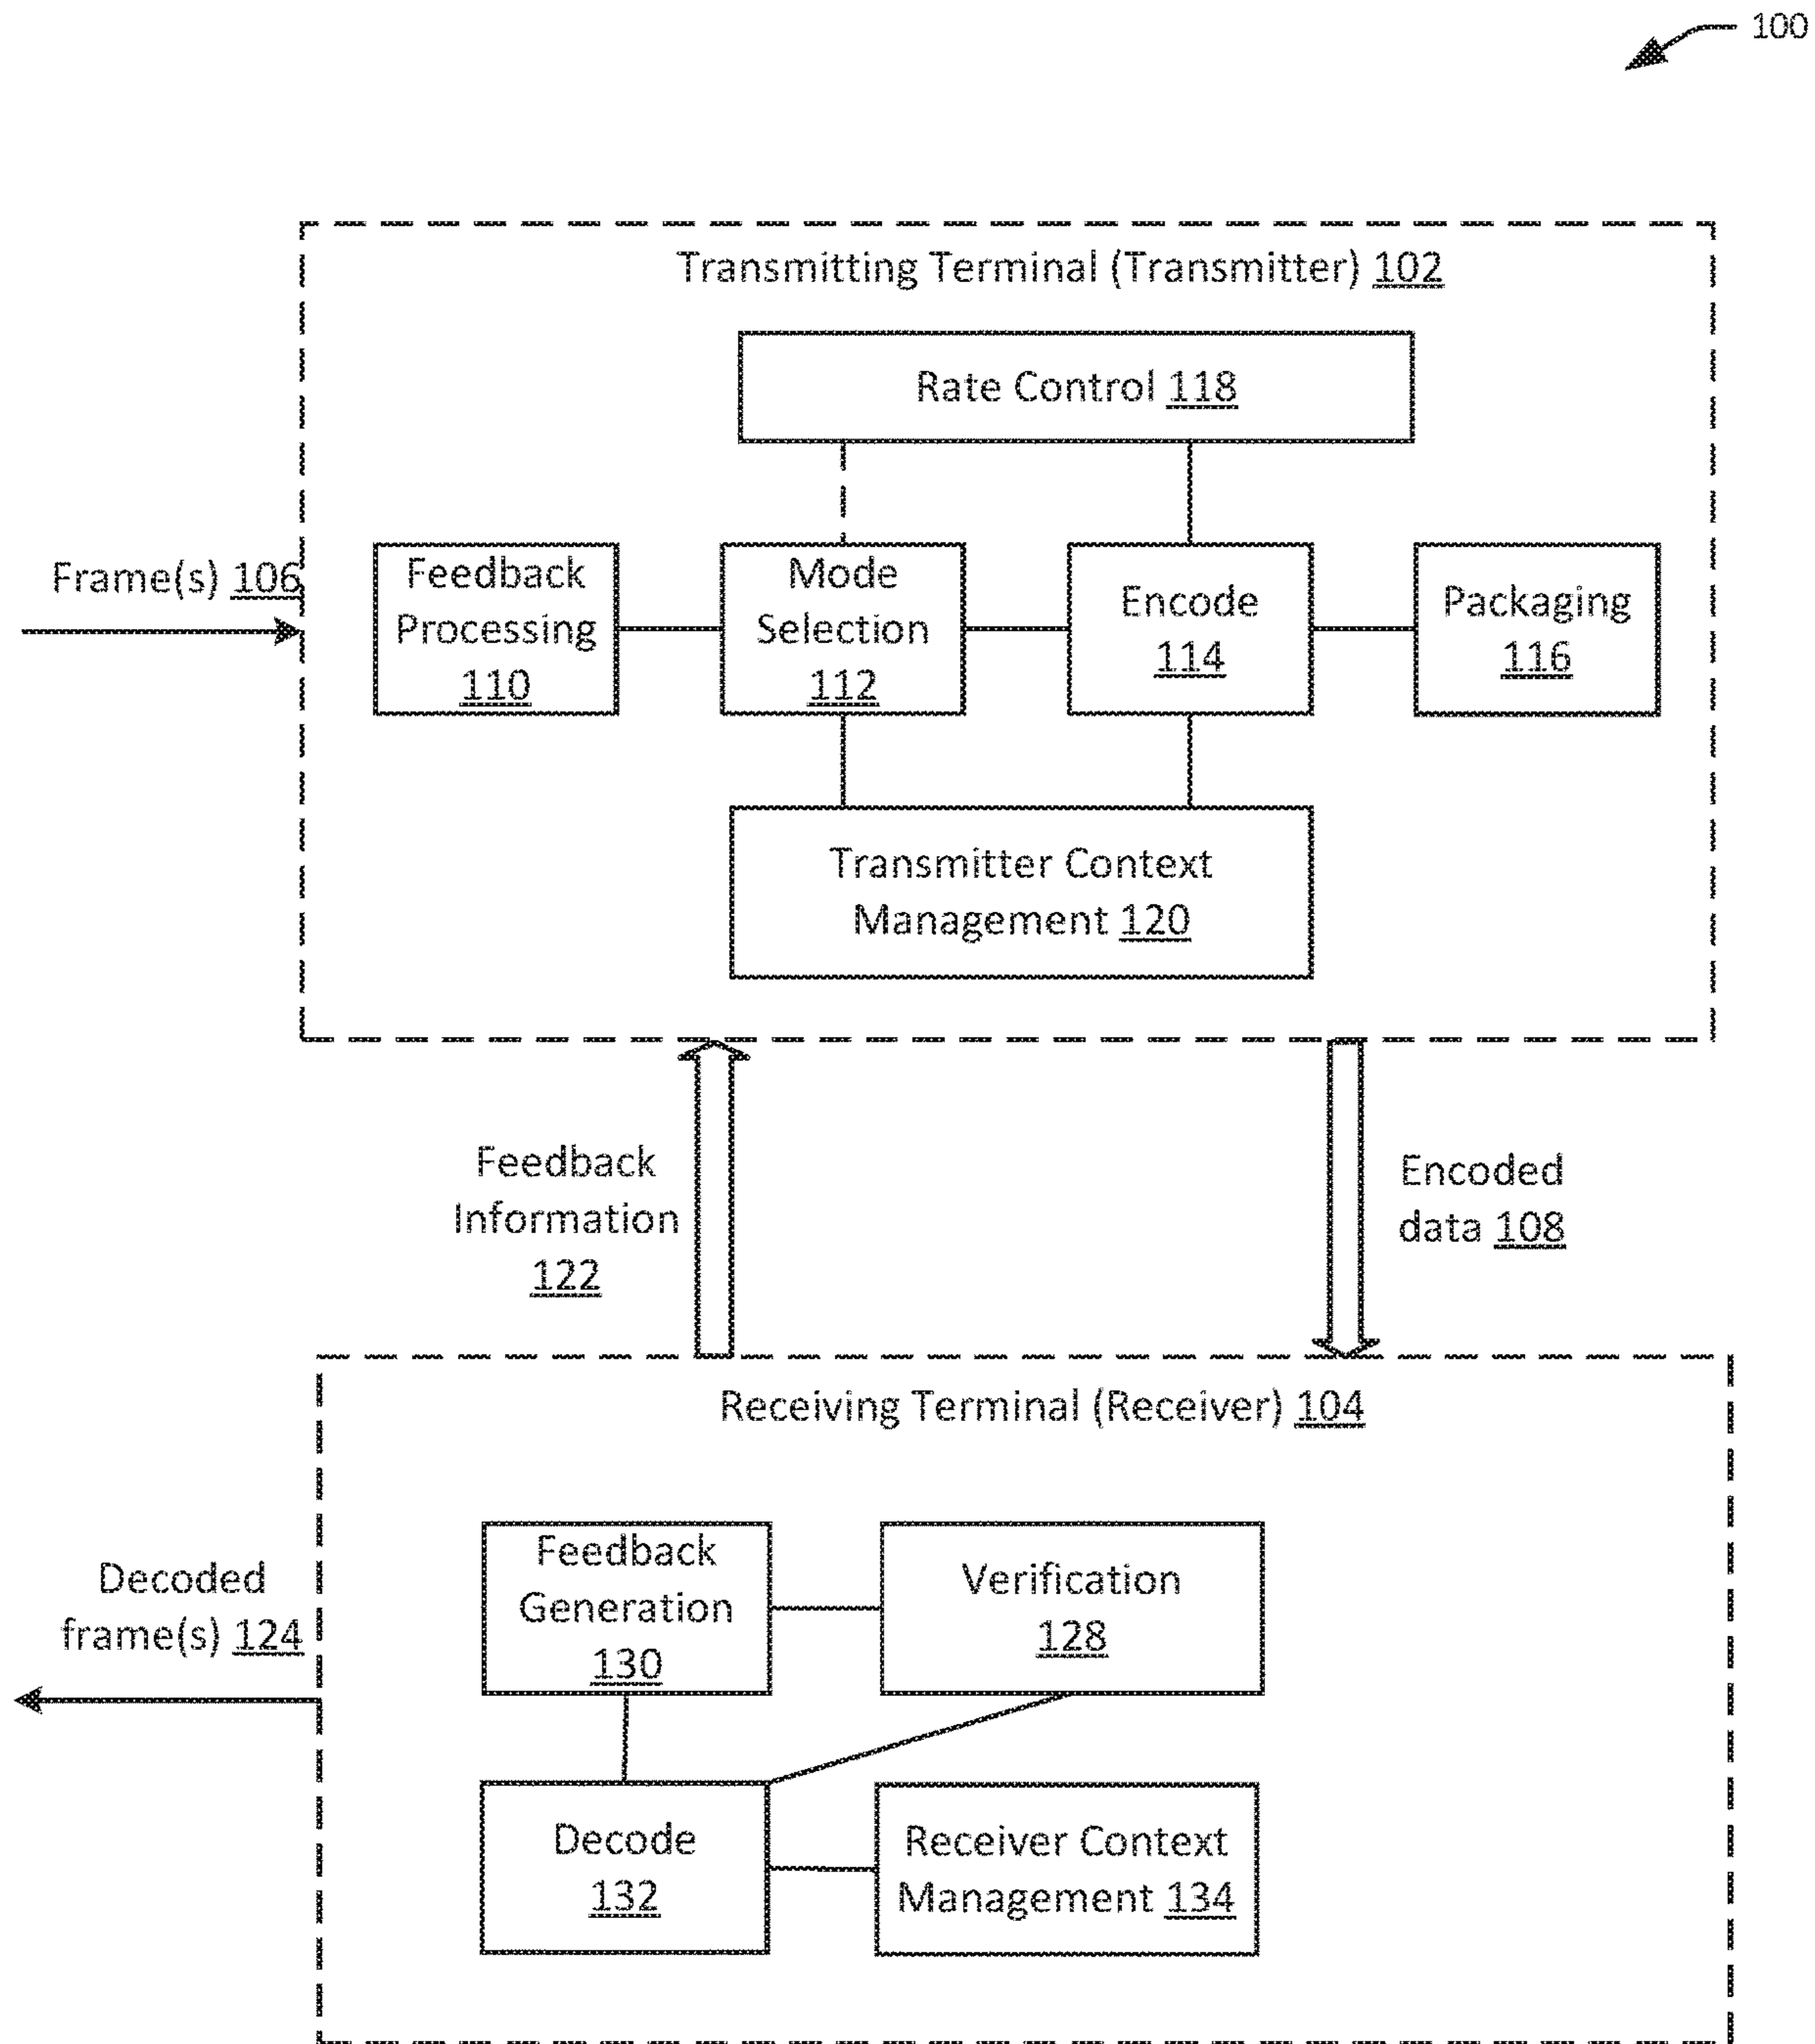 100
Transmitting Terminal (Transmitter) 102
Rate Control 118
Frame(s) 106
Feedback
Processing
110
Mode
Selection
112
Encode
114
Packaging
116
Transmitter Context
Management 120
Feedback
Information
122
Encoded
data 108
Receiving Terminal (Receiver) 104
Decoded
frame(s) 124
Feedback
Generation
130
Verification
128
Decode
132
Receiver Context
Management 134